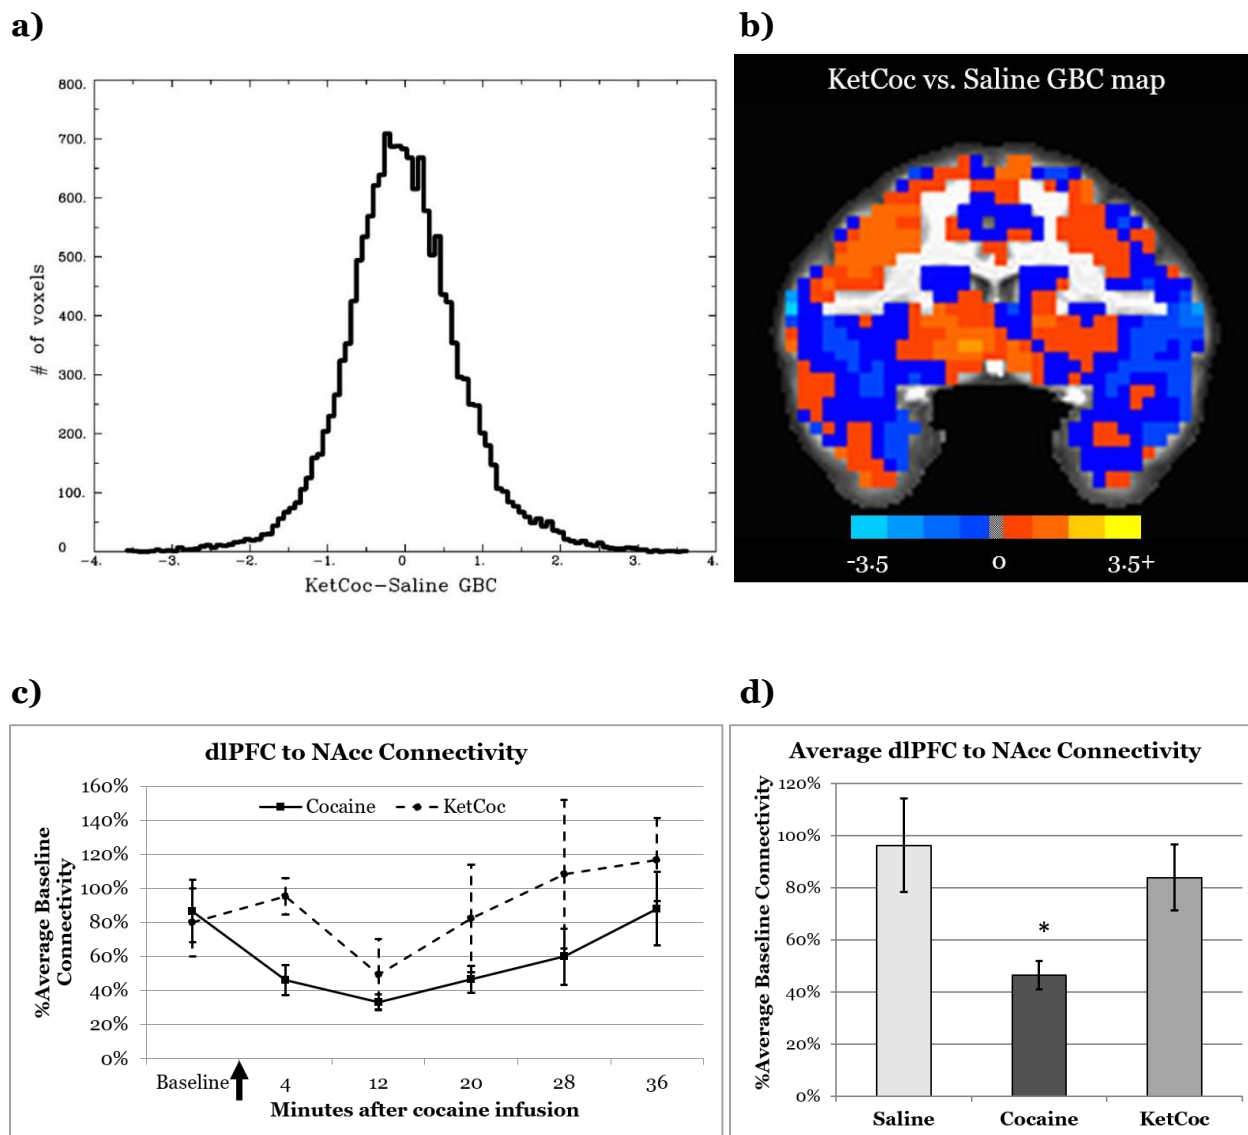 a)
800.
700.
600.
500.
400.
300.
200.
100.
0
# of voxels
-4.
-3.
-2.
-1.
0
1.
2.
3.
4.
KetCoc-Saline GBC
b)
KetCoc vs. Saline GBC map
-3.5 0 3.5+
c)
dlPFC to NAcc Connectivity
%Average Baseline
Connectivity
160%
140%
120%
100%
80%
60%
40%
20%
0%
Cocaine KetCoc
Baseline 4 12 20 28 36
Minutes after cocaine infusion
d)
Average dlPFC to NAcc Connectivity
%Average Baseline Connectivity
120%
100%
80%
60%
40%
20%
0%
*
Saline Cocaine KetCoc